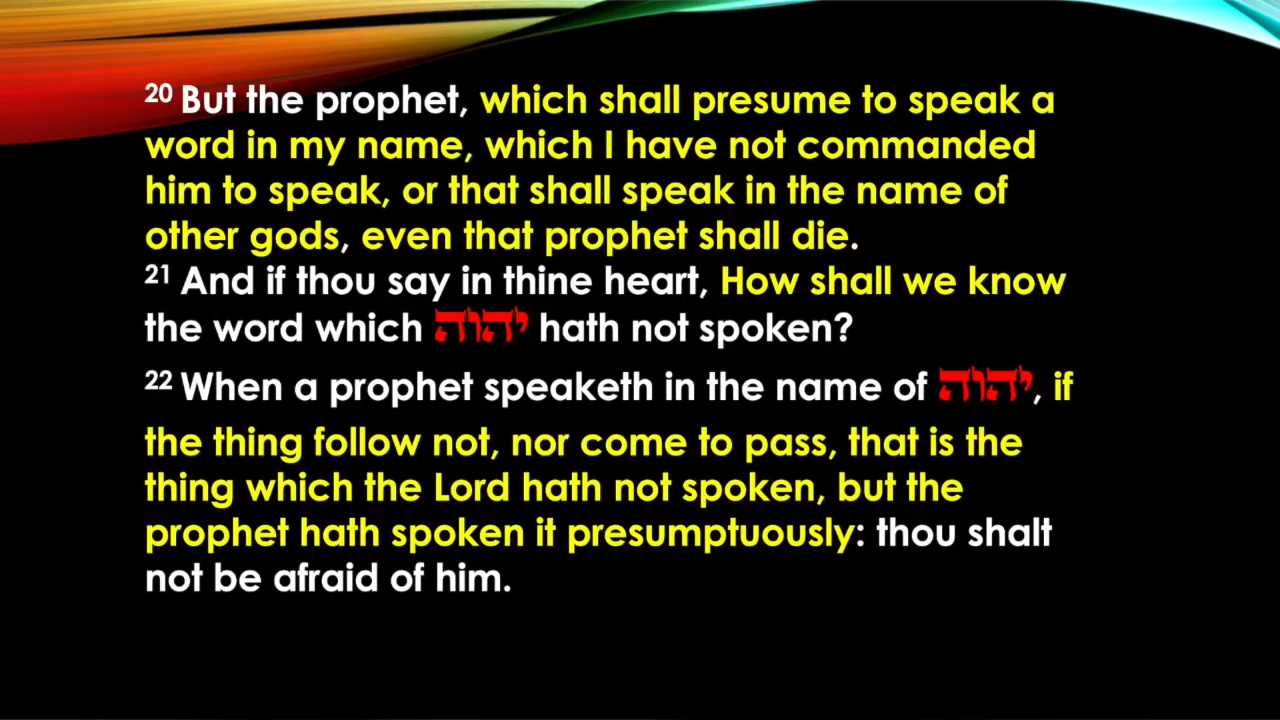 20 But the prophet, which shall presume to speak a
word in my name, which I have not commanded
him to speak, or that shall speak in the name of
other gods, even that prophet shall die.
21 And if thou say in thine heart, How shall we know
the word which יהוה hath not spoken?
22 When a prophet speaketh in the name of יהוה, if
the thing follow not, nor come to pass, that is the
thing which the Lord hath not spoken, but the
prophet hath spoken it presumptuously: thou shalt
not be afraid of him.